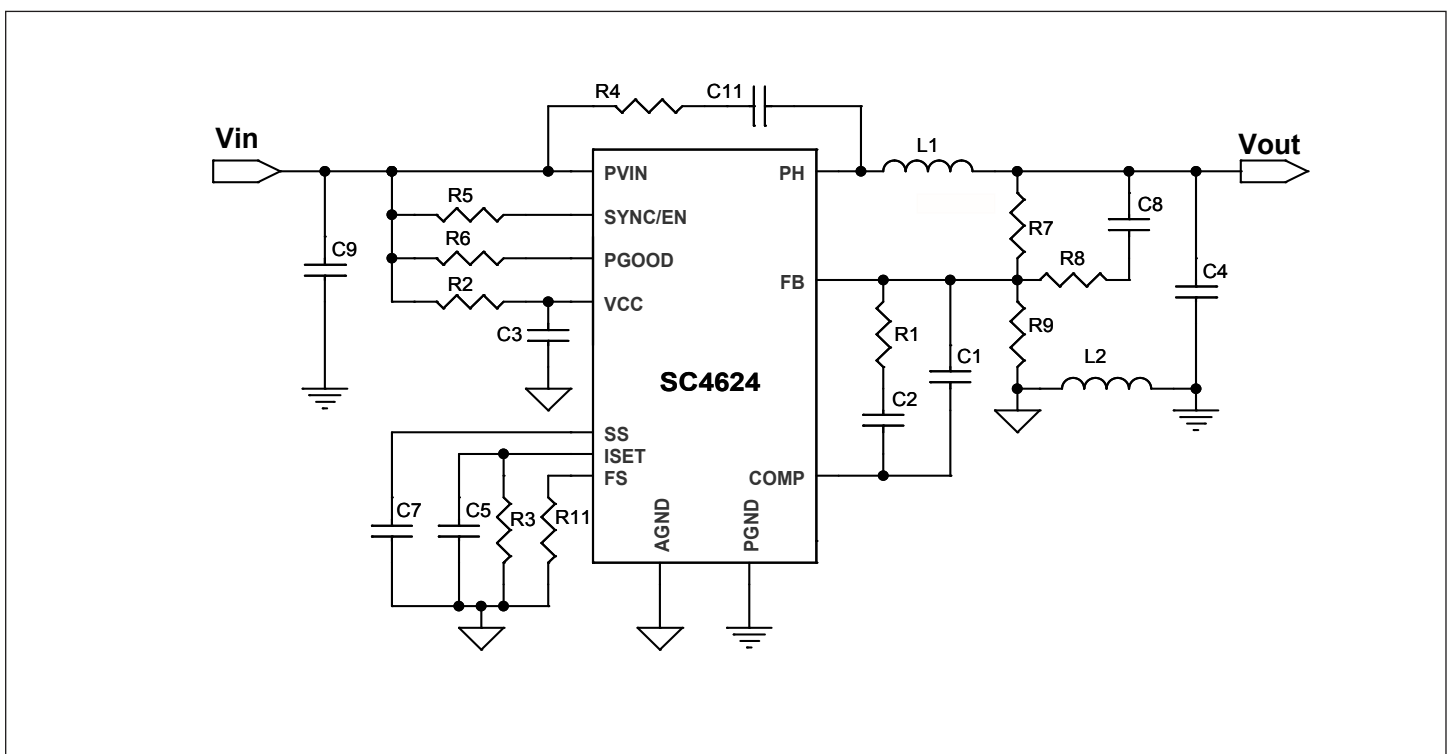 R4
C11
Vin
Vout
L1
PVIN
PH
R5
SYNC/EN
C8
R7
R6
C9
PGOOD
R8
C4
FB
R2
VCC
C3
R1
R9
C1
L2
SC4624
C2
SS
ISET
FS
COMP
C7
C5
R3
R11
AGND
PGND